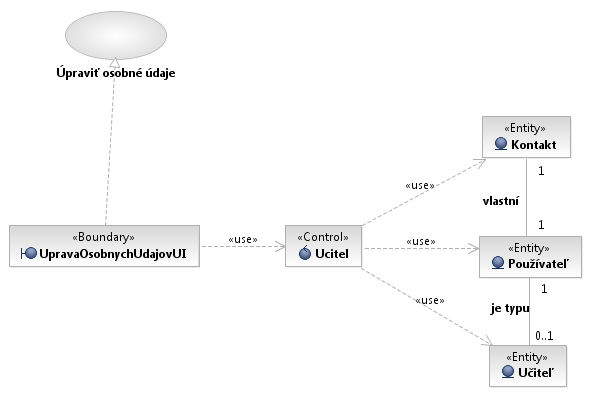 Úpraviť osobné údaje
«Entity»
Kontakt
«use»
1
vlastní
1
«Boundary»
UpravaOsobnychUdajovUI
«use»
«Control»
Ucitel
«use»
«Entity»
Používateľ
1
«use»
je typu
0..1
«Entity»
Učiteľ